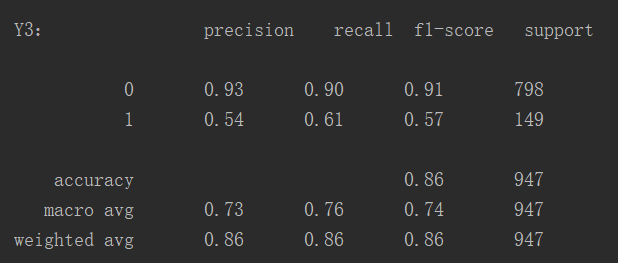 Y3: precision recall f1-score support
0 0.93 0.90 0.91 798
1 0.54 0.61 0.57 149
accuracy 0.86 947
macro avg 0.73 0.76 0.74 947
weighted avg 0.86 0.86 0.86 947